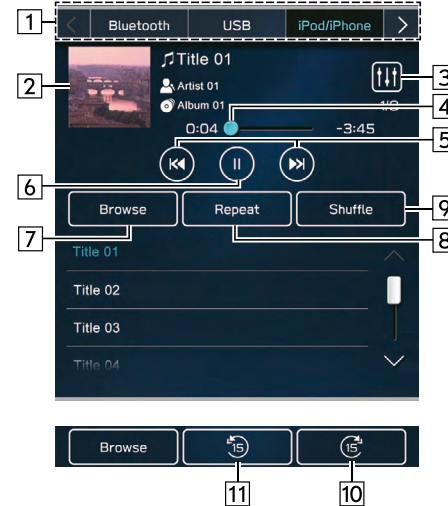 1 < Bluetooth USB iPod/iPhone >
2 Title 01 3
Artist 01
Album 01 4
0:04 -3:45 5
6
Browse Repeat Shuffle 9
7 8
Title 01
Title 02
Title 03
Title 04
Browse 15 15
11 10